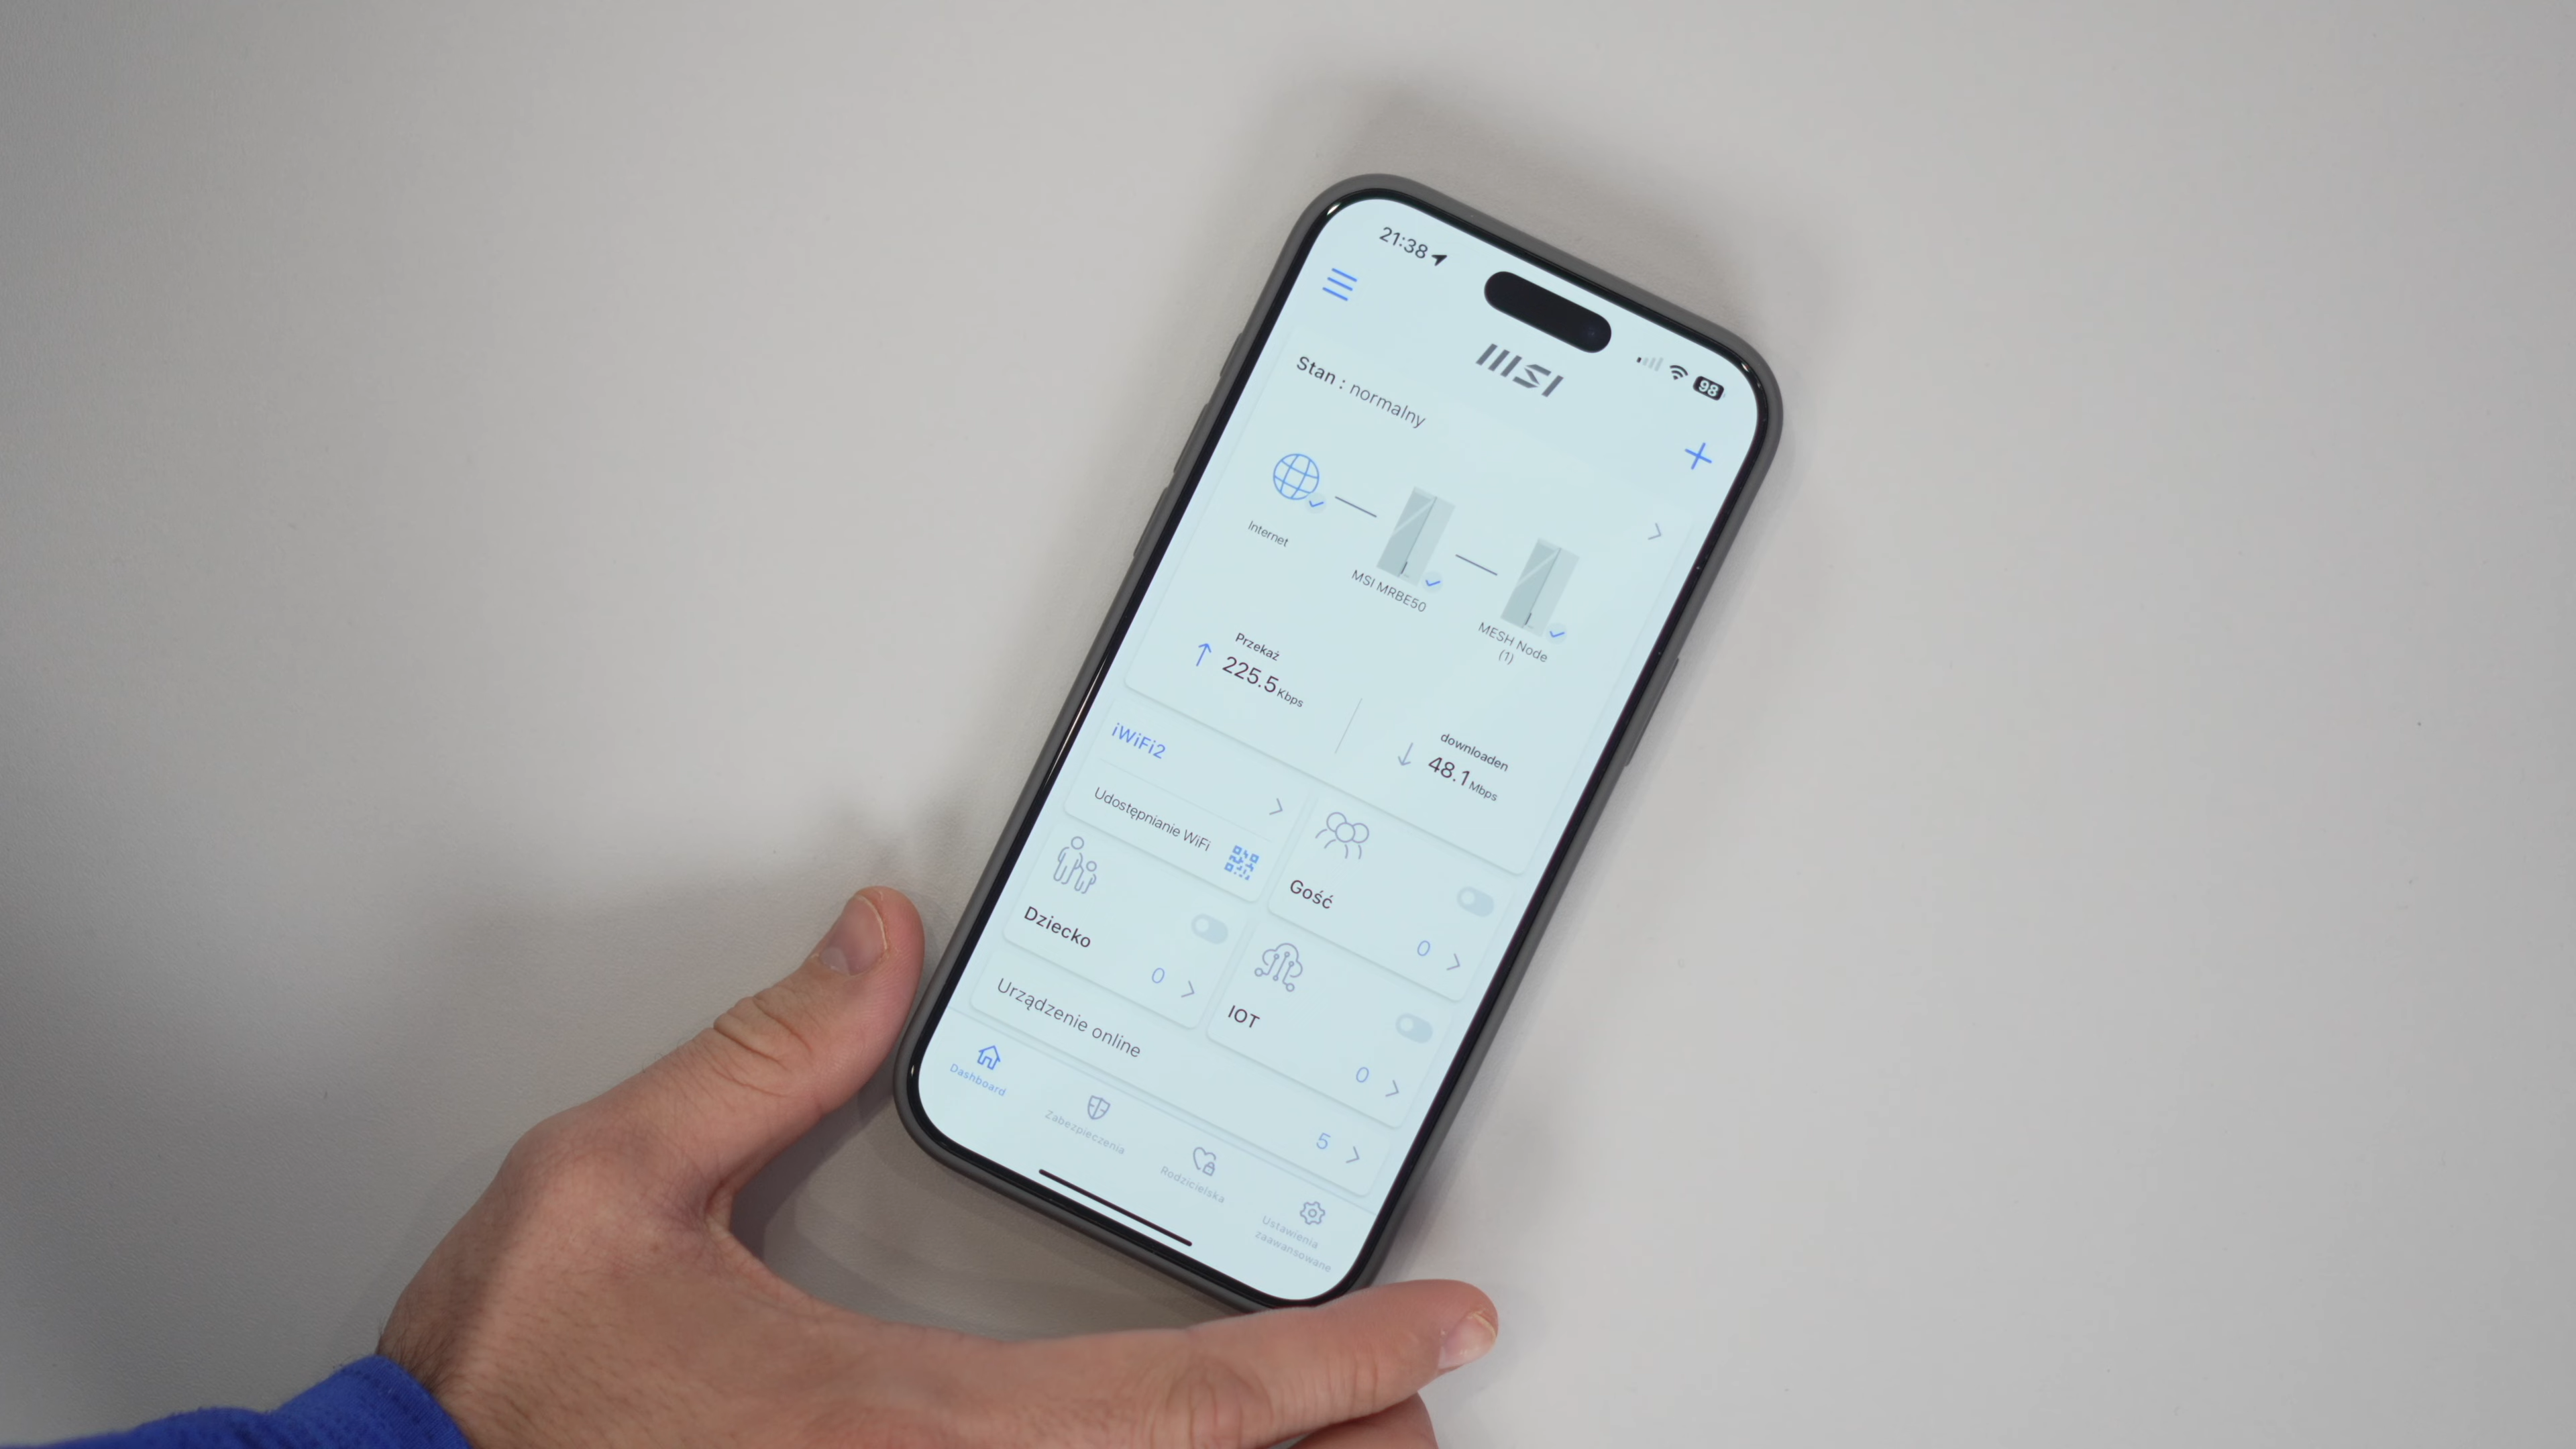 21:38
98
MSI
Stan : normalny
Internet
MSI MRBE50
MESH Node
(1)
Przekaż
225.5 Kbps
downloaden
48.1 Mbps
iWiFi2
Udostępnianie WiFi
Gość
0
Dziecko
0
IOT
0
Urządzenie online
5
Dashboard
Zabezpieczenia
Rodzicielska
Ustawienia
zaawansowane